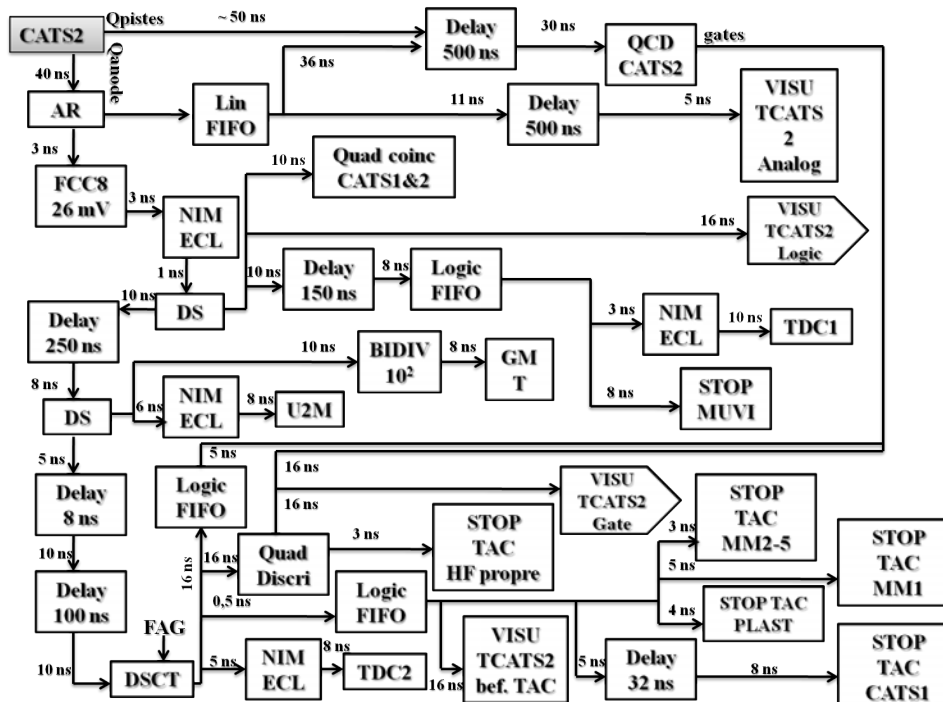 Qpistes
~ 50 ns
CATS2
Delay
500 ns
30 ns
QCD
CATS2
gates
40 ns
Qanode
36 ns
AR
Lin
FIFO
11 ns
Delay
500 ns
5 ns
VISU
TCATS
2
Analog
3 ns
FCC8
26 mV
3 ns
NIM
ECL
10 ns
Quad coinc
CATS1&2
16 ns
VISU
TCATS2
Logic
1 ns
10 ns
DS
10 ns
Delay
150 ns
8 ns
Logic
FIFO
Delay
250 ns
3 ns
NIM
ECL
10 ns
TDC1
10 ns
BIDIV
10²
8 ns
GM
T
8 ns
DS
6 ns
NIM
ECL
8 ns
U2M
8 ns
STOP
MUVI
5 ns
5 ns
Delay
8 ns
Logic
FIFO
16 ns
16 ns
VISU
TCATS2
Gate
STOP
TAC
MM2-5
3 ns
10 ns
16 ns
16 ns
Quad
Discri
3 ns
STOP
TAC
HF propre
5 ns
STOP
TAC
MM1
Delay
100 ns
0,5 ns
Logic
FIFO
4 ns
STOP TAC
PLAST
FAG
10 ns
DSCT
5 ns
NIM
ECL
8 ns
TDC2
16 ns
VISU
TCATS2
bef. TAC
5 ns
Delay
32 ns
8 ns
STOP
TAC
CATS1